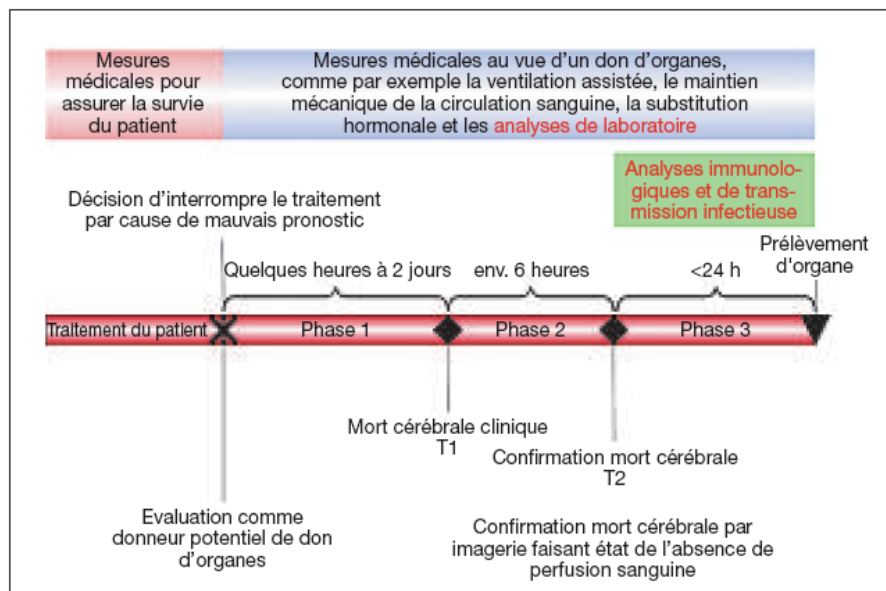 Mesures
médicales pour
assurer la survie
du patient
Mesures médicales au vue d'un don d'organes,
comme par exemple la ventilation assistée, le maintien
mécanique de la circulation sanguine, la substitution
hormonale et les analyses de laboratoire
Analyses immunolo-
giques et de trans-
mission infectieuse
Décision d'interrompre le traitement
par cause de mauvais pronostic
Prélèvement
d'organe
Quelques heures à 2 jours
env. 6 heures
<24 h
Traitement du patient
Phase 1
Phase 2
Phase 3
Mort cérébrale clinique
T1
Confirmation mort cérébrale
T2
Evaluation comme
donneur potentiel de don
d'organes
Confirmation mort cérébrale par
imagerie faisant état de l'absence de
perfusion sanguine